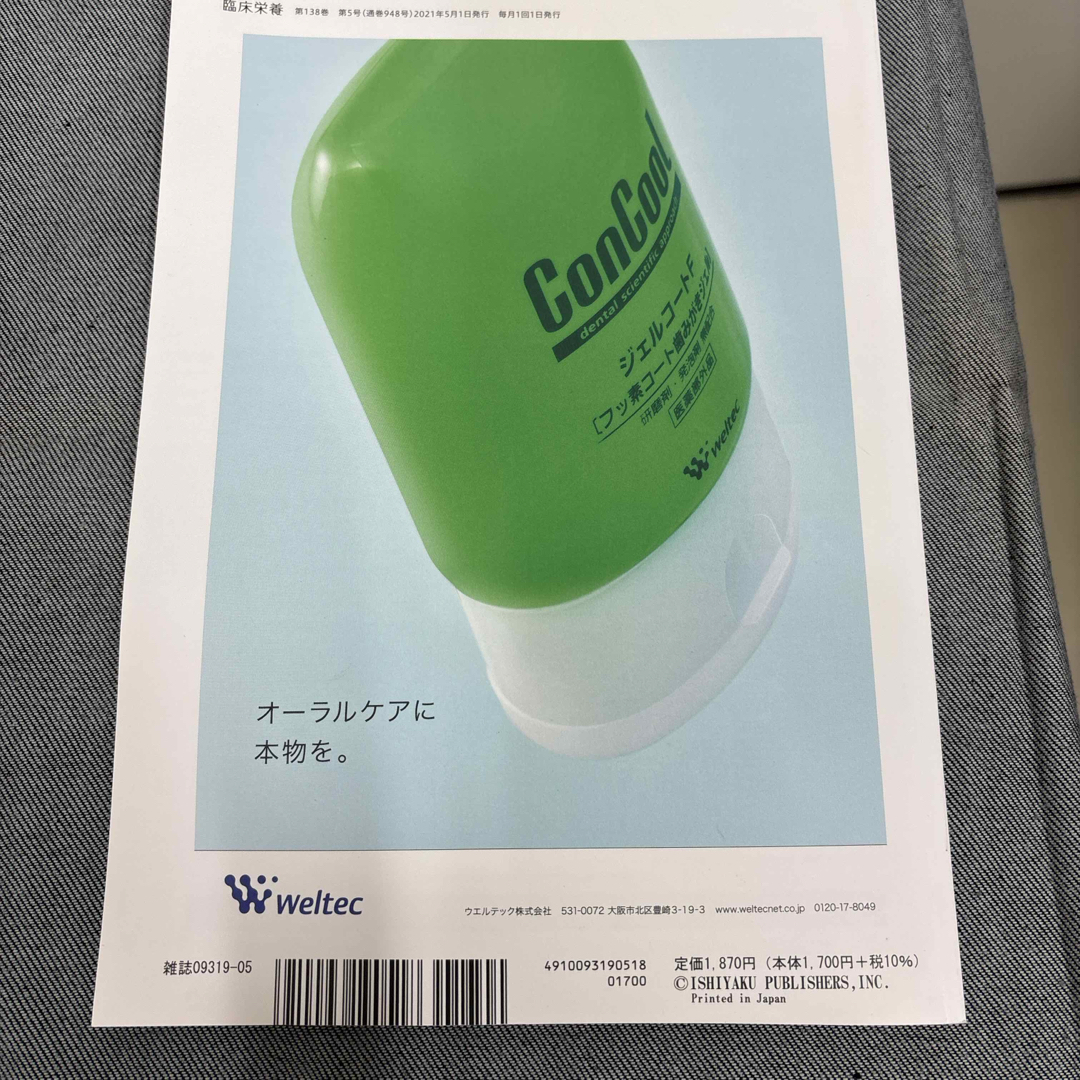 臨床栄養 第138巻 第5号(通巻948号)2021年5月1日発行 毎月1回1日発行
ConCool
dental scientific approach
ジェルコートF
[フッ素コート歯みがきジェル]
研磨剤・発泡剤 無配合
医薬部外品
weltec
オーラルケアに
本物を。
weltec
ウエルテック株式会社 531-0072 大阪市北区豊崎3-19-3 www.weltecnet.co.jp 0120-17-8049
雑誌09319-05
4910093190518
01700
定価1,870円(本体1,700円+税10%)
©ISHIYAKU PUBLISHERS,INC.
Printed in Japan